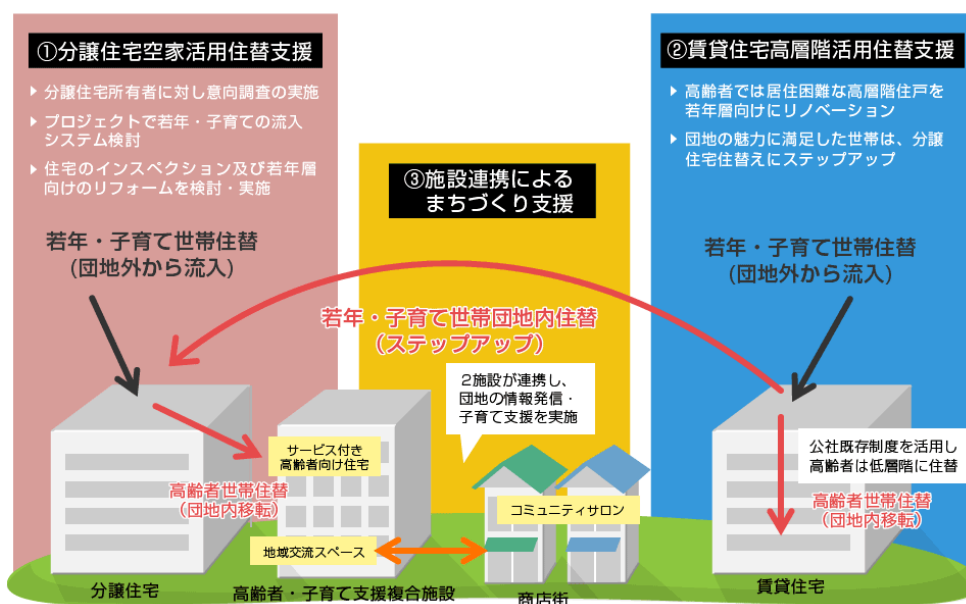 ①分譲住宅空家活用住替支援
分譲住宅所有者に対し意向調査の実施
プロジェクトで若年・子育ての流入
システム検討
住宅のインスペクション及び若年層
向けのリフォームを検討・実施
若年・子育て世帯住替
(団地外から流入)
③施設連携による
まちづくり支援
②賃貸住宅高層階活用住替支援
高齢者では居住困難な高層階住戸を
若年層向けにリノベーション
団地の魅力に満足した世帯は、分譲
住宅住替えにステップアップ
若年・子育て世帯住替
(団地外から流入)
若年・子育て世帯団地内住替
（ステップアップ）
2施設が連携し、
団地の情報発信・
子育て支援を実施
サービス付き
高齢者向け住宅
高齢者世帯住替
（団地内移転）
地域交流スペース
コミュニティサロン
公社既存制度を活用し
高齢者は低層階に住替
高齢者世帯住替
（団地内移転）
分譲住宅
高齢者・子育て支援複合施設
商店街
賃貸住宅